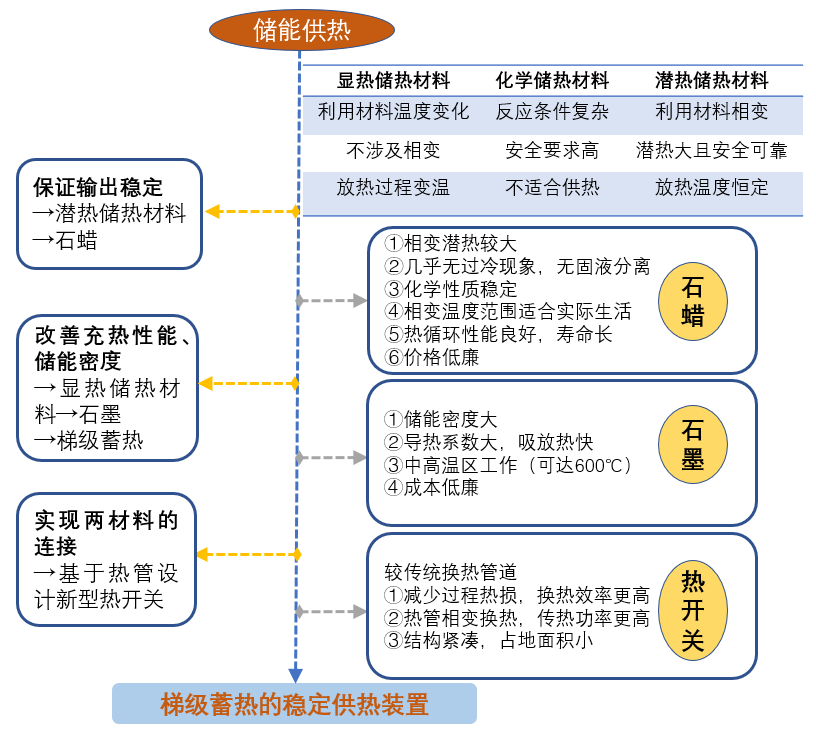 储能供热
显热储热材料 化学储热材料 潜热储热材料
利用材料温度变化 反应条件复杂 利用材料相变
不涉及相变 安全要求高 潜热大且安全可靠
放热过程变温 不适合供热 放热温度恒定
保证输出稳定
→潜热储热材料
→石蜡
①相变潜热较大
②几乎无过冷现象，无固液分离
③化学性质稳定
④相变温度范围适合实际生活
⑤热循环性能良好，寿命长
⑥价格低廉
石
蜡
改善充热性能、
储能密度
→显热储热材
料→石墨
→梯级蓄热
①储能密度大
②导热系数大，吸放热快
③中高温区工作（可达600℃）
④成本低廉
石
墨
实现两材料的
连接
→基于热管设
计新型热开关
较传统换热管道
①减少过程热损，换热效率更高
②热管相变换热，传热功率更高
③结构紧凑，占地面积小
热
开
关
梯级蓄热的稳定供热装置